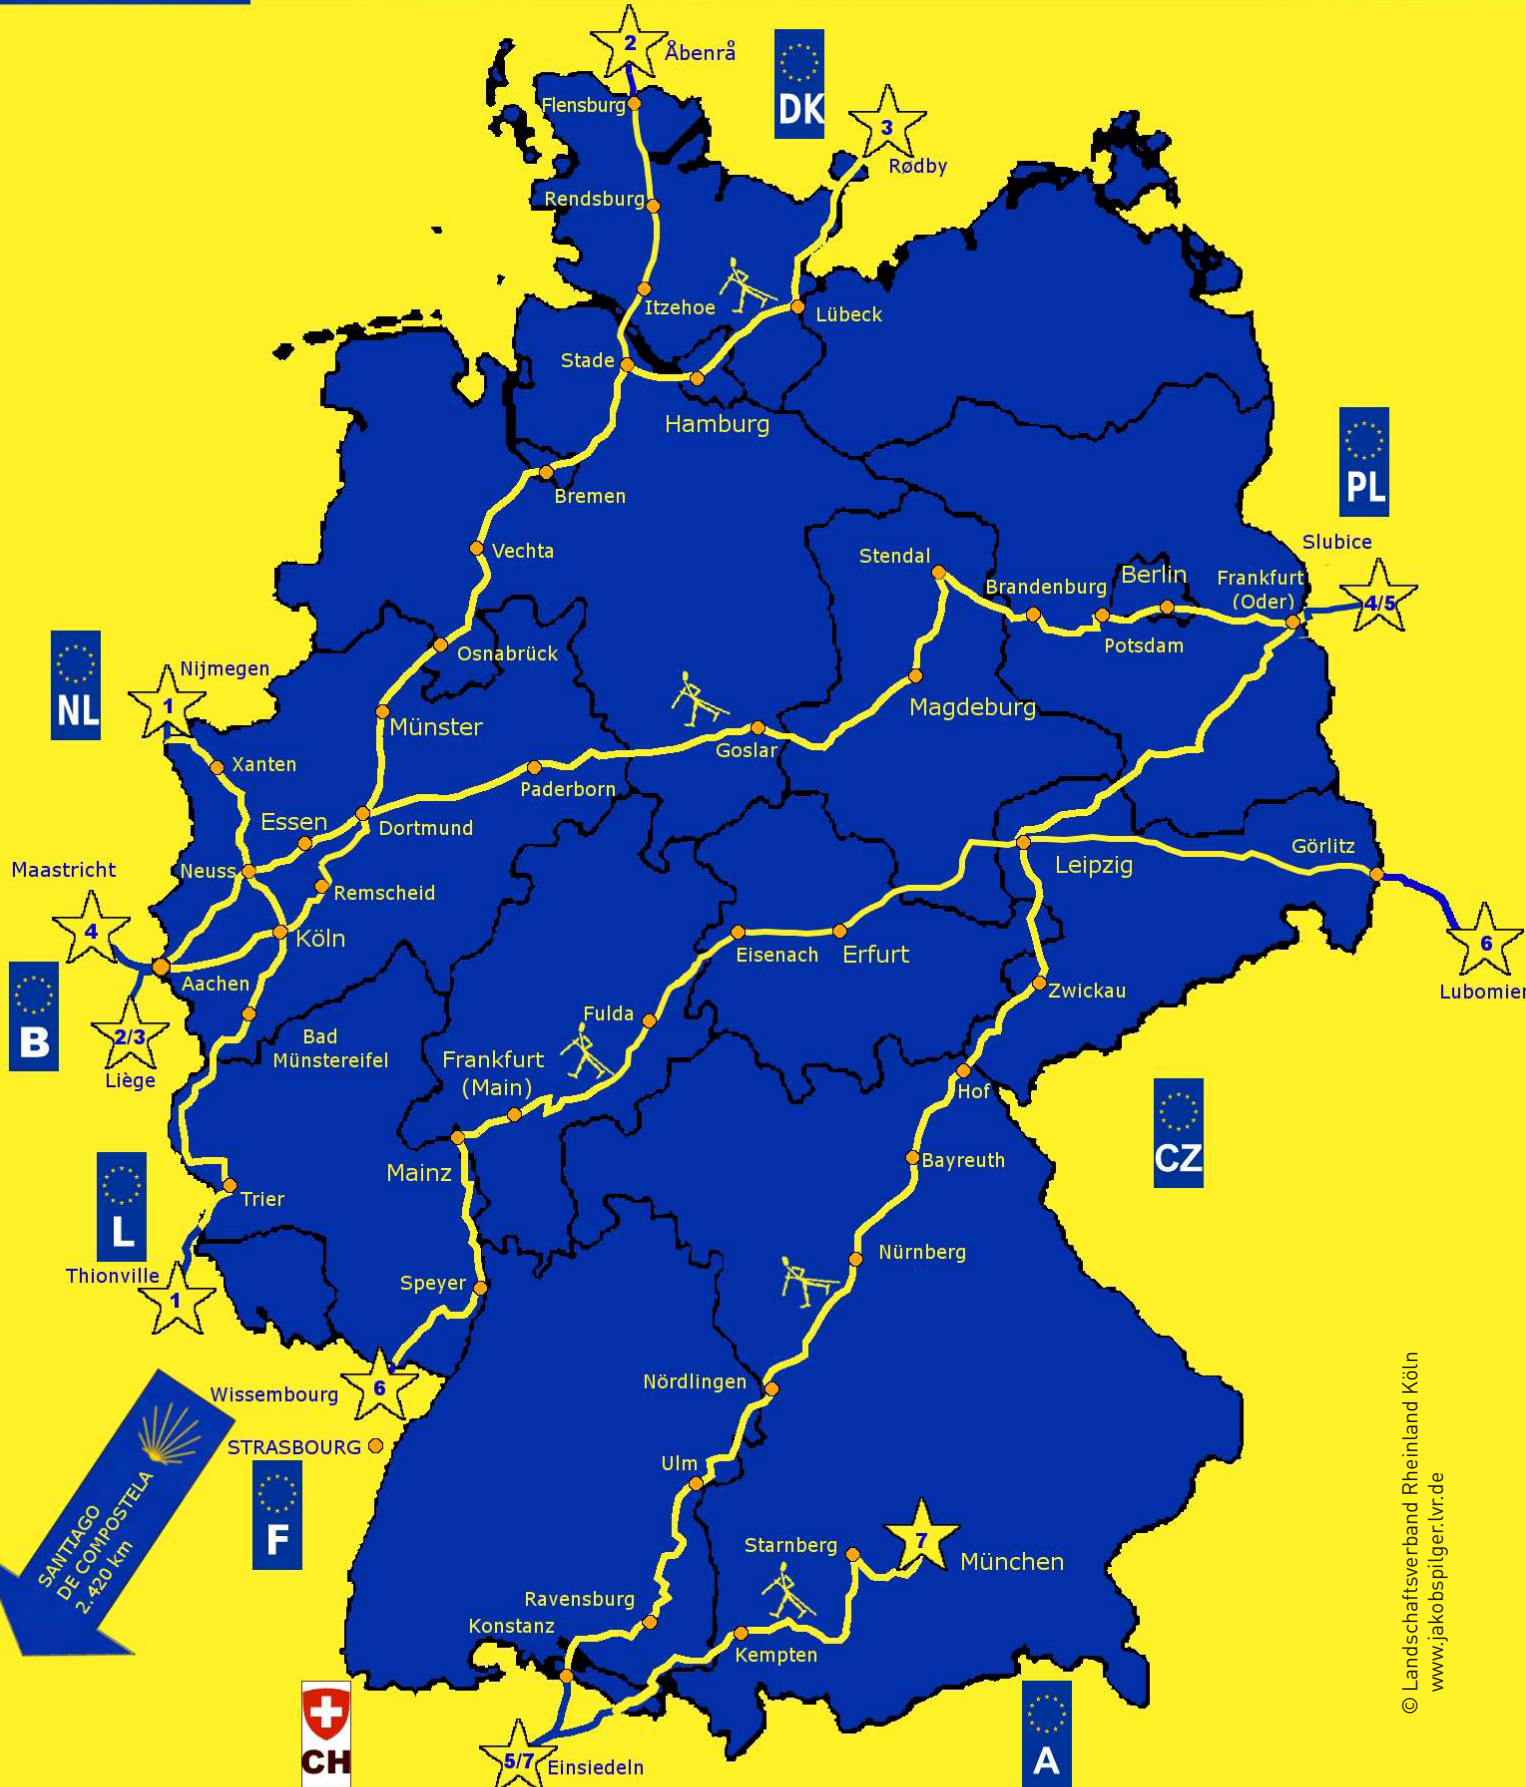 2
Åbenrå
DK
Flensburg
3
Rødby
Rendsburg
Itzehoe
Lübeck
Stade
Hamburg
PL
Bremen
Slubice
Vechta
Stendal
Brandenburg
Berlin
Frankfurt
(Oder)
4/5
Potsdam
NL
Nijmegen
1
Osnabrück
Münster
Magdeburg
Goslar
Xanten
Paderborn
Essen
Dortmund
Görlitz
Leipzig
Maastricht
Neuss
Remscheid
4
Köln
6
Eisenach
Erfurt
Lubomier
Aachen
Zwickau
B
2/3
Liège
Fulda
Bad
Münstereifel
Frankfurt
(Main)
Hof
CZ
Mainz
Bayreuth
Trier
L
Thionville
1
Nürnberg
Speyer
Wissembourg
6
Nördlingen
STRASBOURG
Ulm
F
SANTIAGO
DE COMPOSTELA
2.420 km
Starnberg
7
München
Ravensburg
Konstanz
Kempten
CH
5/7
Einsiedeln
A
© Landschaftsverband Rheinland Köln
www.jakobspilger.lvr.de